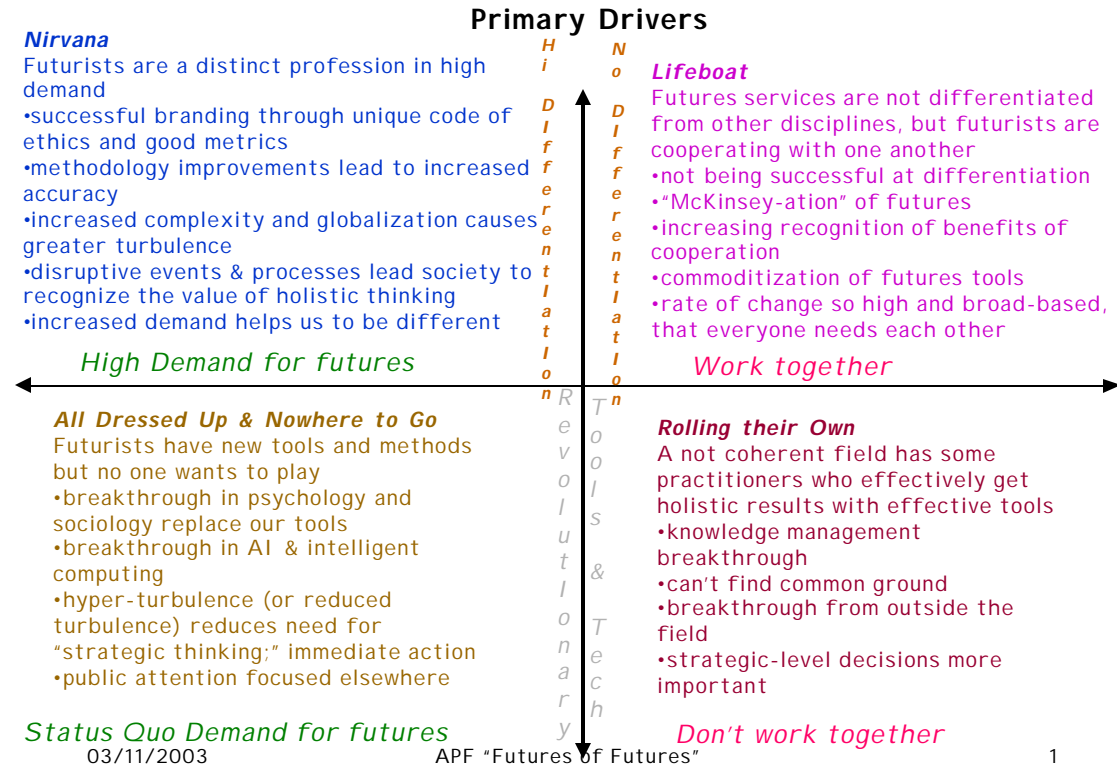 Primary Drivers
Nirvana
Futurists are a distinct profession in high
demand
•successful branding through unique code of
ethics and good metrics
•methodology improvements lead to increased
accuracy
•increased complexity and globalization causes
greater turbulence
•disruptive events & processes lead society to
recognize the value of holistic thinking
•increased demand helps us to be different
High Demand for futures
Hi DIfferentIatIon
No DIfferentIatIon
Lifeboat
Futures services are not differentiated
from other disciplines, but futurists are
cooperating with one another
•not being successful at differentiation
•“McKinsey-ation” of futures
•increasing recognition of benefits of
cooperation
•commoditization of futures tools
•rate of change so high and broad-based,
that everyone needs each other
Work together
All Dressed Up & Nowhere to Go
Futurists have new tools and methods
but no one wants to play
•breakthrough in psychology and
sociology replace our tools
•breakthrough in AI & intelligent
computing
•hyper-turbulence (or reduced
turbulence) reduces need for
“strategic thinking;” immediate action
•public attention focused elsewhere
Status Quo Demand for futures
RevolutIonary
Tools & Tech
Rolling their Own
A not coherent field has some
practitioners who effectively get
holistic results with effective tools
•knowledge management
breakthrough
•can't find common ground
•breakthrough from outside the
field
•strategic-level decisions more
important
Don't work together
03/11/2003
APF “Futures of Futures”
1